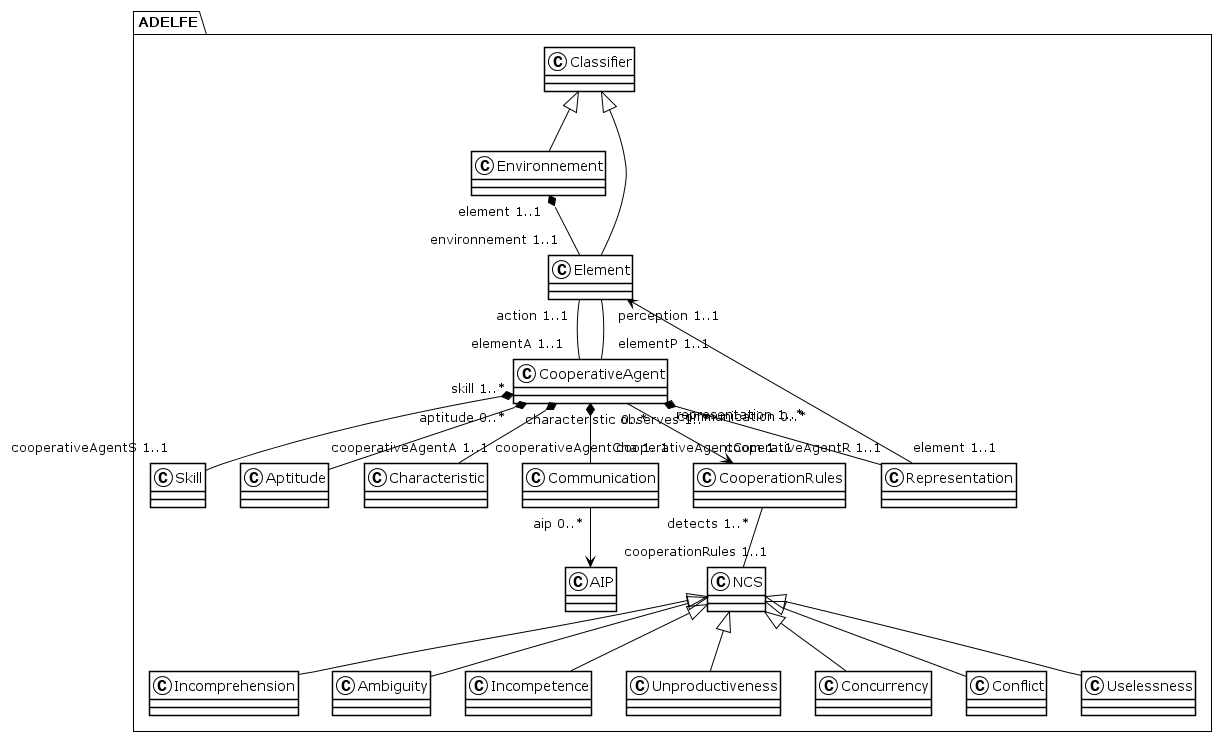 ADELFE
C Classifier
C Environnement
element 1..1
environnement 1..1
C Element
action 1..1
perception 1..1
elementA 1..1
elementP 1..1
C CooperativeAgent
skill 1..*
aptitude 0..*
characteristic 0..*
observes 1..
communication 0..*
representation 1..*
cooperativeAgentS 1..1
cooperativeAgentA 1..1
cooperativeAgentCha 1..1
cooperativeAgentCom 1..1
cooperativeAgentR 1..1
element 1..1
C Skill
C Aptitude
C Characteristic
C Communication
C CooperationRules
C Representation
aip 0..*
detects 1..*
cooperationRules 1..1
C AIP
C NCS
C Incomprehension
C Ambiguity
C Incompetence
C Unproductiveness
C Concurrency
C Conflict
C Uselessness